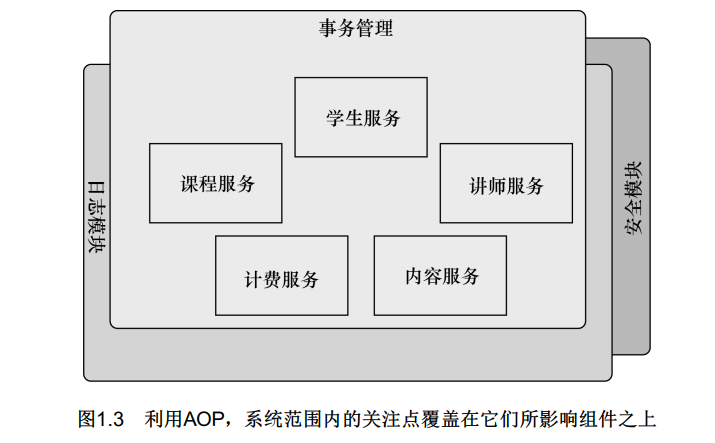 事务管理
学生服务
课程服务
讲师服务
日志模块
安全模块
计费服务
内容服务
图1.3 利用AOP，系统范围内的关注点覆盖在它们所影响组件之上